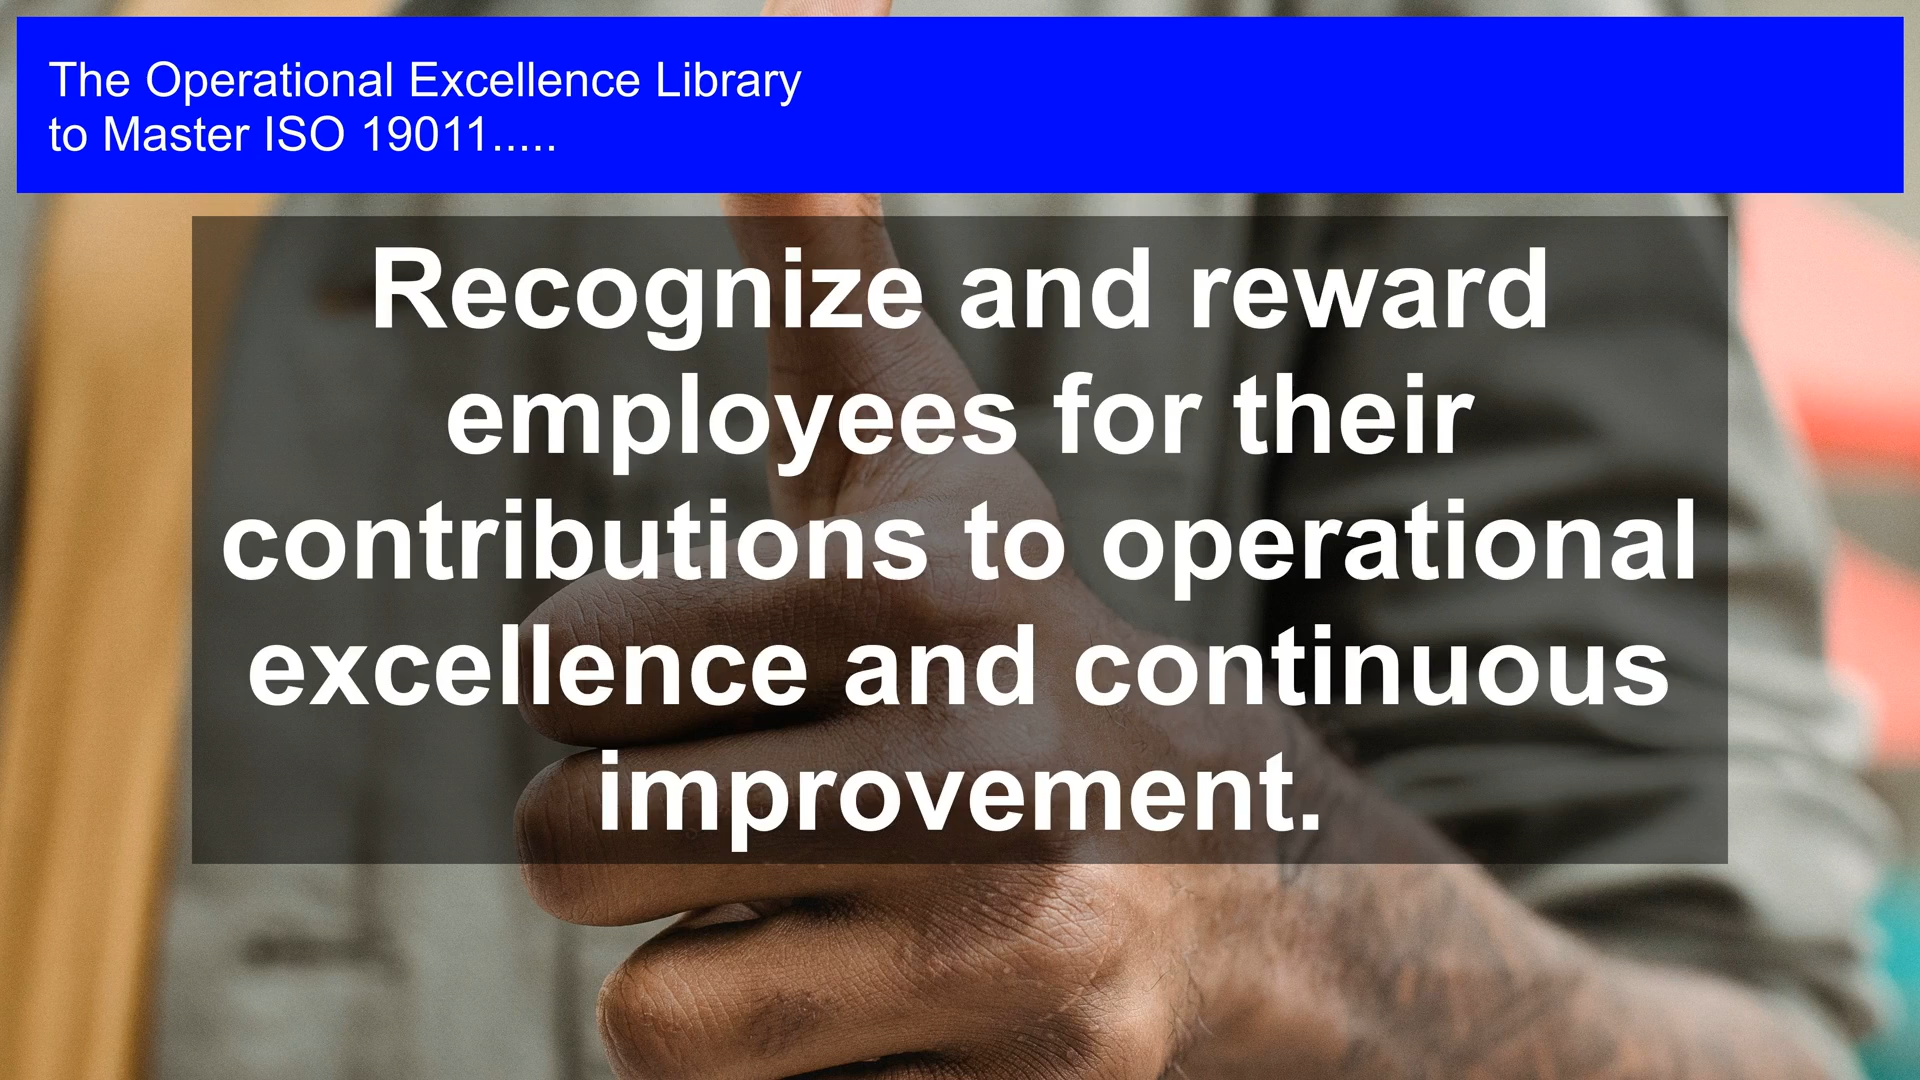 The Operational Excellence Library
to Master ISO 19011.....
Recognize and reward
employees for their
contributions to operational
excellence and continuous
improvement.